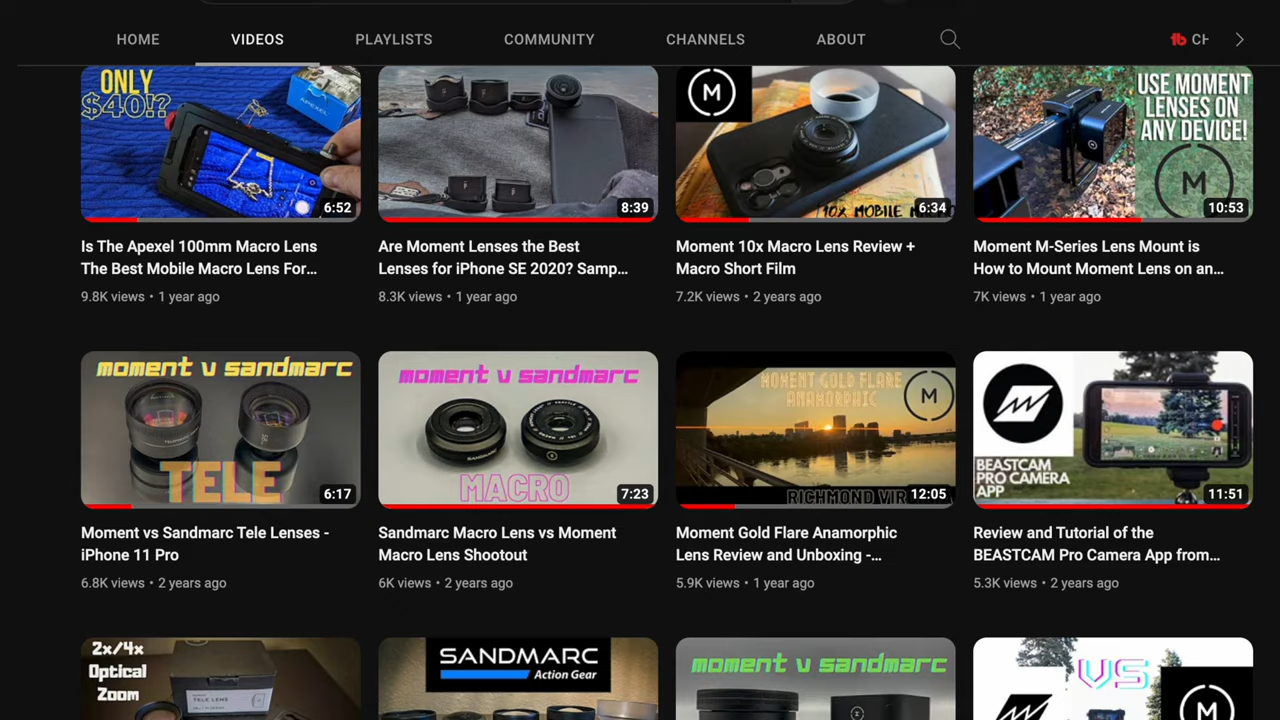 HOME
VIDEOS
PLAYLISTS
COMMUNITY
CHANNELS
ABOUT
CH
ONLY
$40!?
APEXEL
6:52
8:39
M
10X MOBILE M
6:34
USE MOMENT
LENSES ON
ANY DEVICE!
M
10:53
Is The Apexel 100mm Macro Lens
The Best Mobile Macro Lens For...
9.8K views • 1 year ago
Are Moment Lenses the Best
Lenses for iPhone SE 2020? Samp...
8.3K views • 1 year ago
Moment 10x Macro Lens Review +
Macro Short Film
7.2K views • 2 years ago
Moment M-Series Lens Mount is
How to Mount Moment Lens on an...
7K views • 1 year ago
moment v sandmarc
TELE
6:17
moment v sandmarc
SANDMARC
MACRO
7:23
MOMENT GOLD FLARE
ANAMORPHIC
M
RICHMOND VIR
12:05
BEASTCAM
PRO CAMERA
APP
11:51
Moment vs Sandmarc Tele Lenses -
iPhone 11 Pro
6.8K views • 2 years ago
Sandmarc Macro Lens vs Moment
Macro Lens Shootout
6K views • 2 years ago
Moment Gold Flare Anamorphic
Lens Review and Unboxing -...
5.9K views • 1 year ago
Review and Tutorial of the
BEASTCAM Pro Camera App from...
5.3K views • 2 years ago
2x/4x
Optical
Zoom
TELE LENS
SANDMARC
Action Gear
moment v sandmarc
VS
M